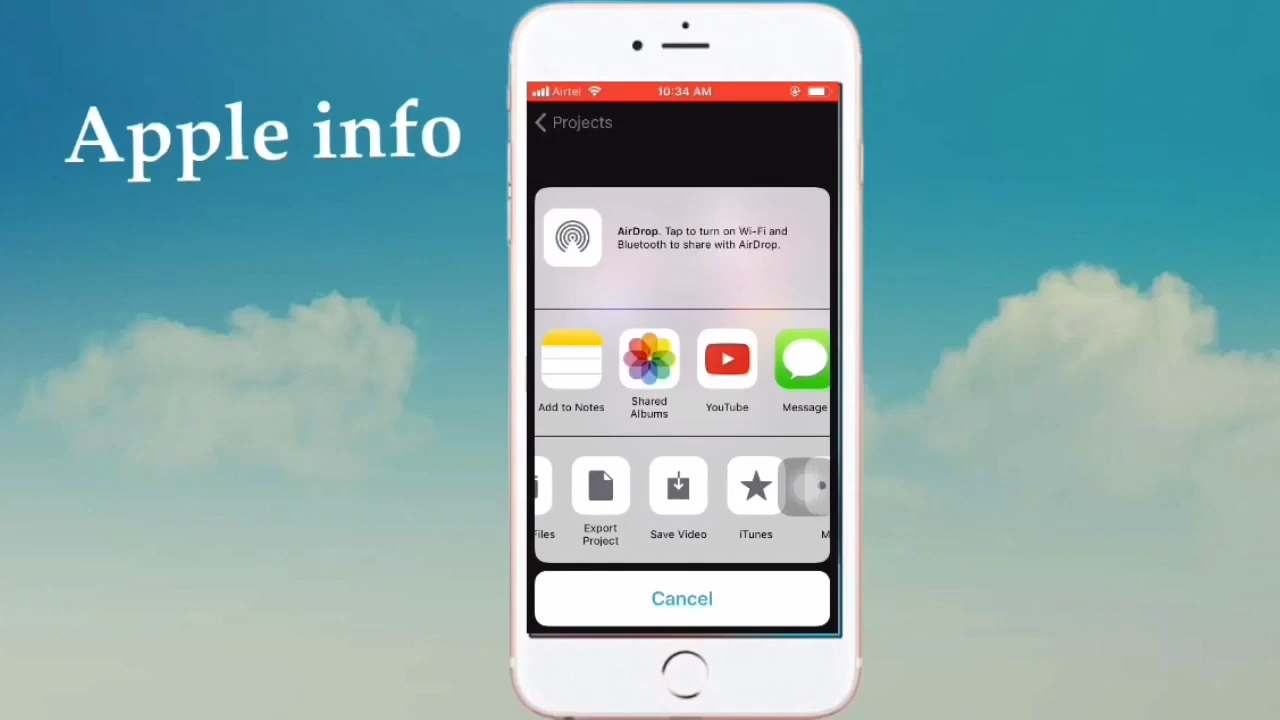 Apple info
Airtel
10:34 AM
Projects
AirDrop. Tap to turn on Wi-Fi and
Bluetooth to share with AirDrop.
Add to Notes
Shared
Albums
YouTube
Message
Files
Export
Project
Save Video
iTunes
M
Cancel